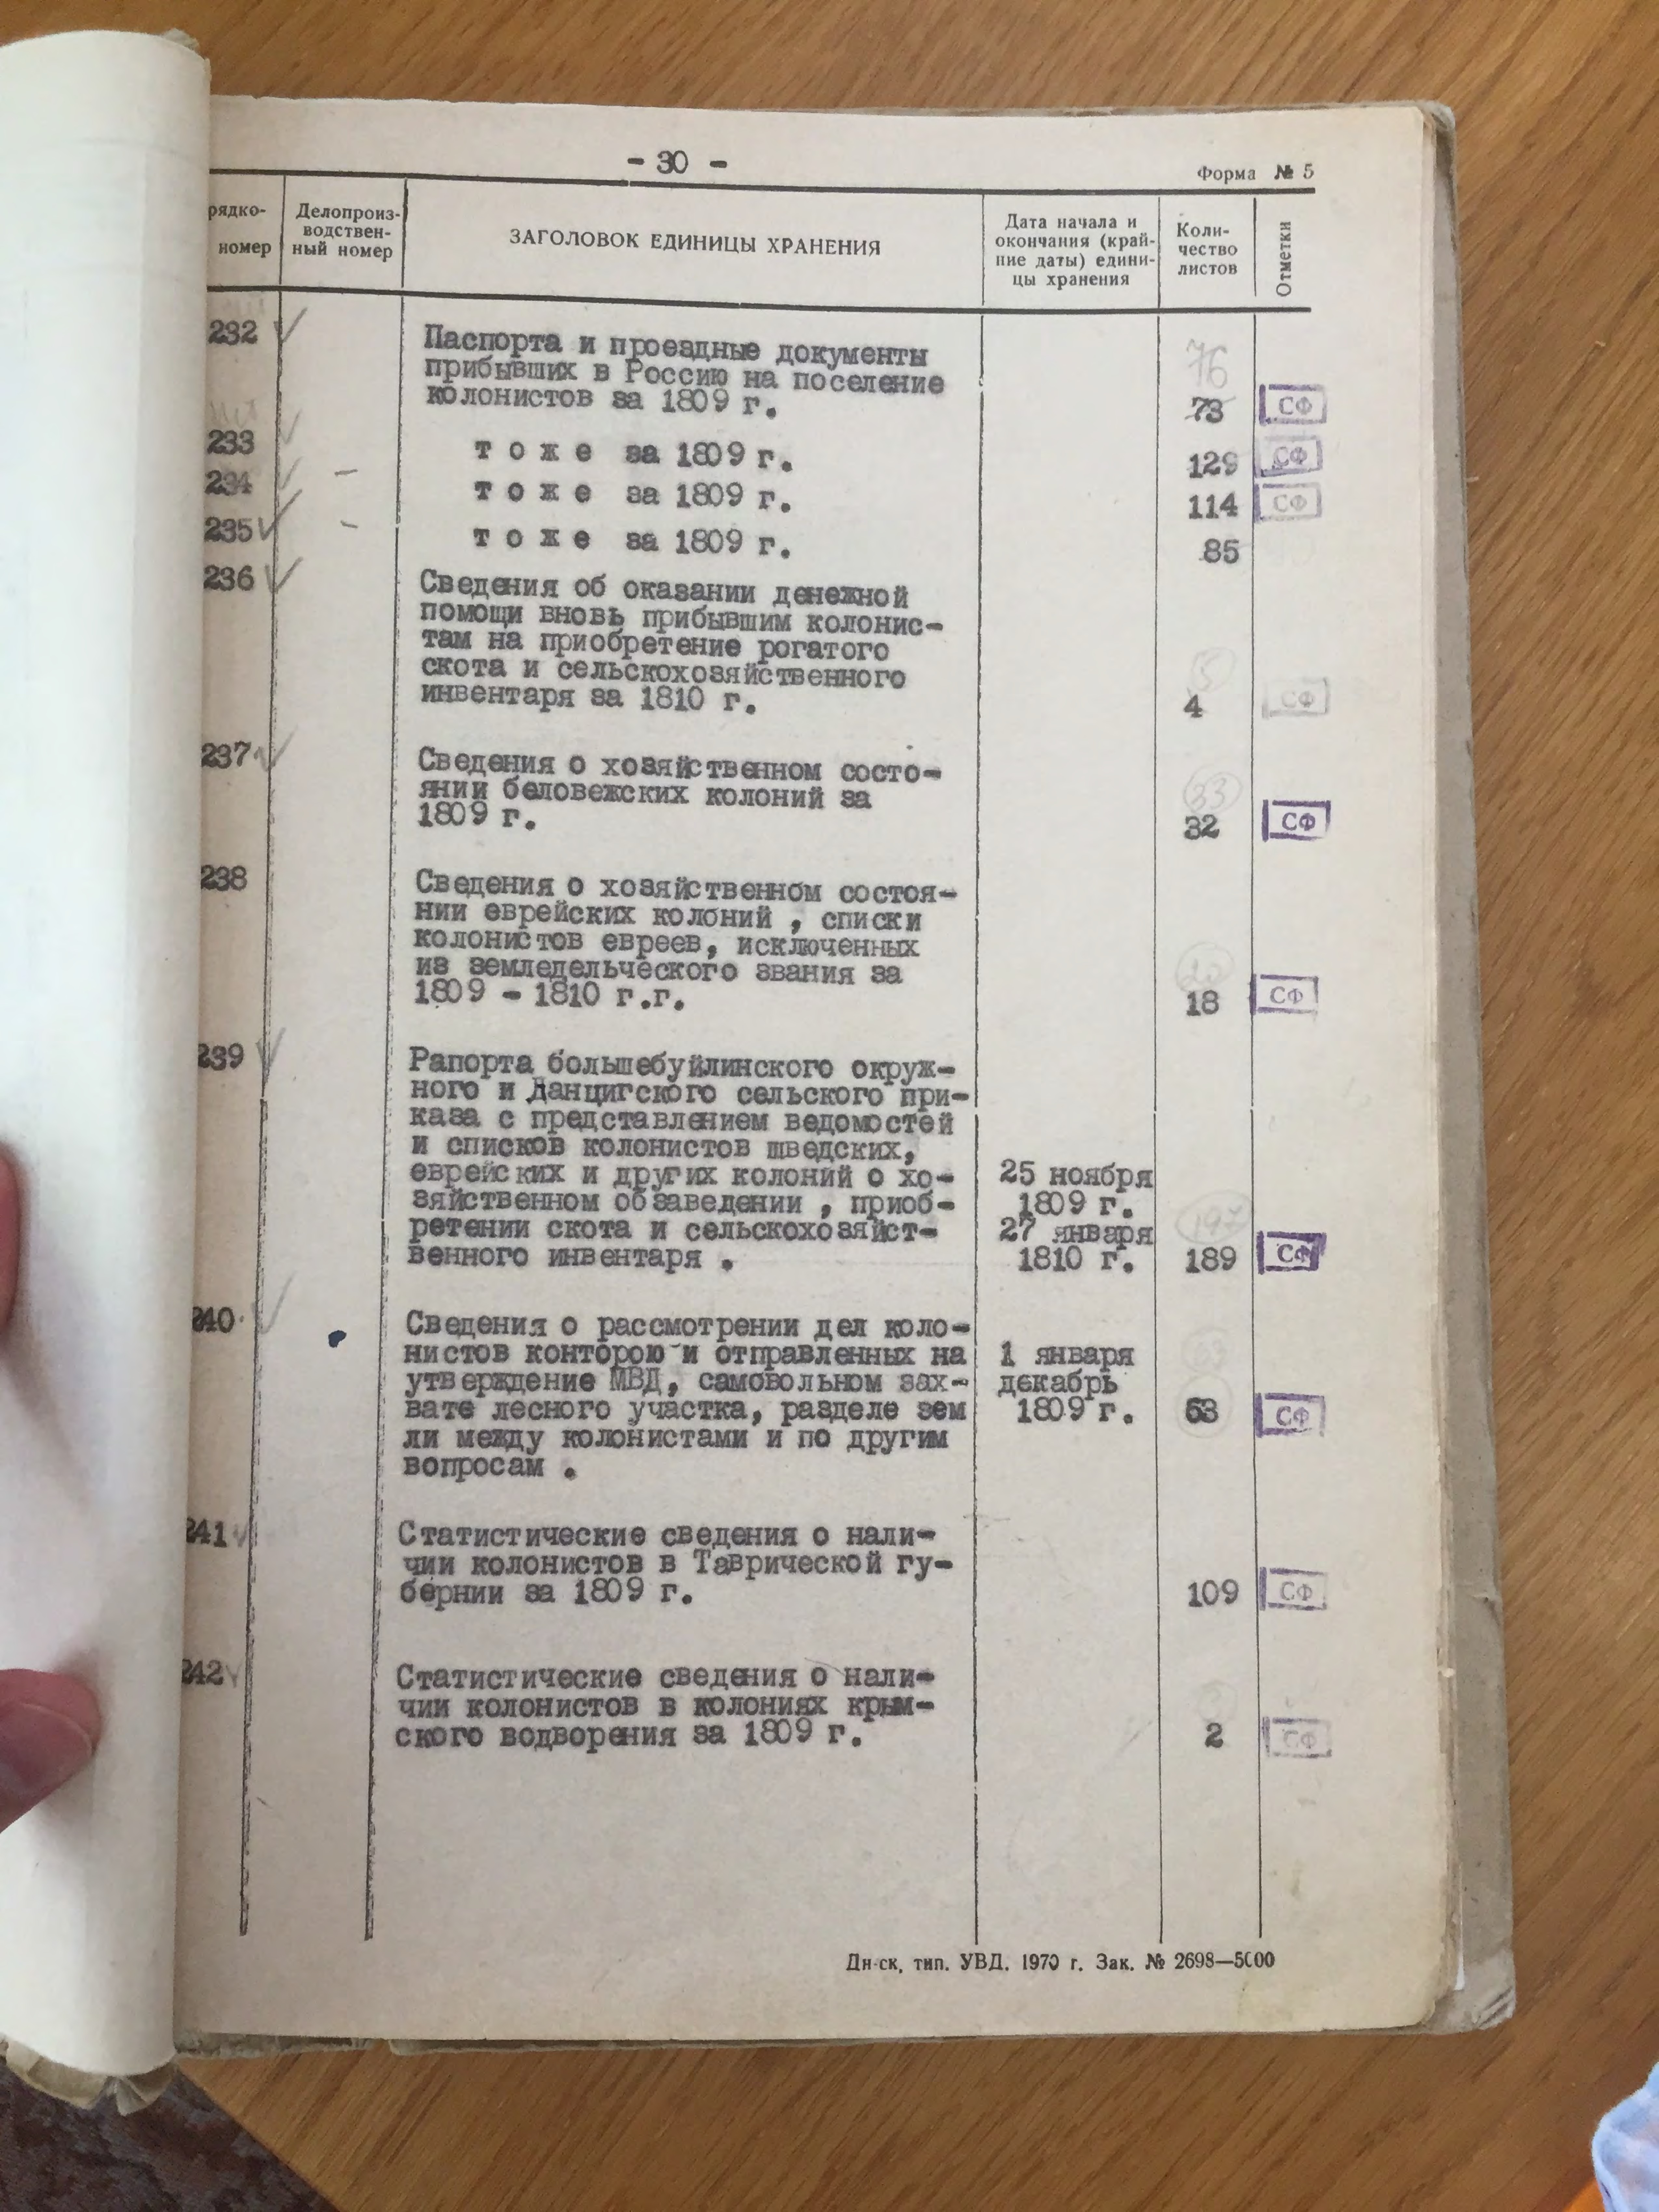 - 30 -
Форма № 5
рядко-
номер
Делопроиз-
водствен-
ный номер
ЗАГОЛОВОК ЕДИНИЦЫ ХРАНЕНИЯ
Дата начала и
окончания (край-
ние даты) едини-
цы хранения
Коли-
чество
листов
Отметки
232
Паспорта и проездные документы
прибывших в Россию на поселение
колонистов за 1809 г.
76
73 СФ
233 т о ж е за 1809 г. 129 СФ
234 - т о ж е за 1809 г. 114 СФ
235 - т о ж е за 1809 г. 85
236
Сведения об оказании денежной
помощи вновь прибывшим колонис-
там на приобретение рогатого
скота и сельскохозяйственного
инвентаря за 1810 г.
5
4 СФ
237
Сведения о хозяйственном состо-
янии беловежских колоний за
1809 г.
33
32 СФ
238
Сведения о хозяйственном состоя-
нии еврейских колоний , списки
колонистов евреев, исключенных
из земледельческого звания за
1809 - 1810 г.г.
18 СФ
239
Рапорта большебуйлинского окруж-
ного и Данцигского сельского при-
каза с представлением ведомостей
и списков колонистов шведских,
еврейских и других колоний о хо-
зяйственном обзаведении , приоб-
ретении скота и сельскохозяйст-
венного инвентаря .
25 ноября
1809 г.
27 января
1810 г.
189 СФ
240
Сведения о рассмотрении дел коло-
нистов конторою и отправленных на
утверждение МВД, самовольном зах-
вате лесного участка, разделе зем
ли между колонистами и по другим
вопросам .
1 января
декабрь
1809 г.
63 СФ
241
Статистические сведения о нали-
чии колонистов в Таврической гу-
бернии за 1809 г.
109 СФ
242
Статистические сведения о нали-
чии колонистов в колониях крым-
ского водворения за 1809 г.
2 СФ
Дн-ск, тип. УВД. 1970 г. Зак. № 2698—5000